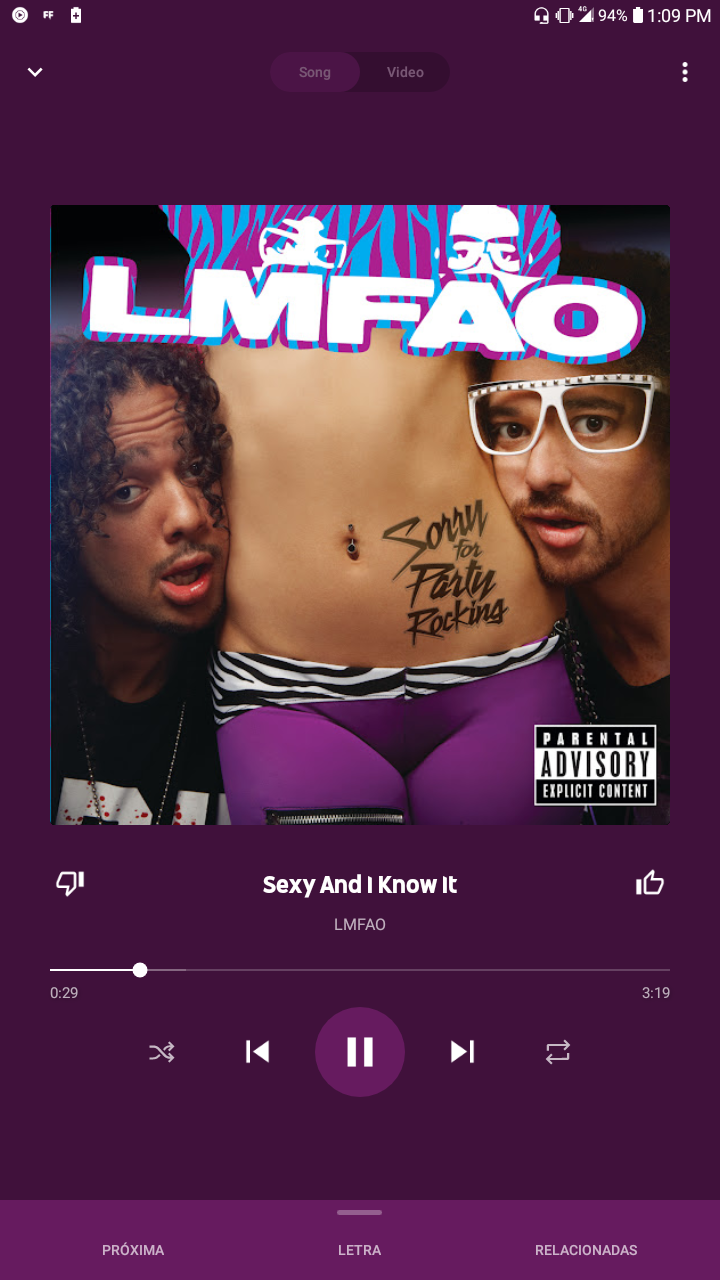 FF 4G 94% 1:09 PM
Song Video
LMFAO
Sorry
for
Party
Rocking
PARENTAL
ADVISORY
EXPLICIT CONTENT
Sexy And I Know It
LMFAO
0:29 3:19
PRÓXIMA LETRA RELACIONADAS